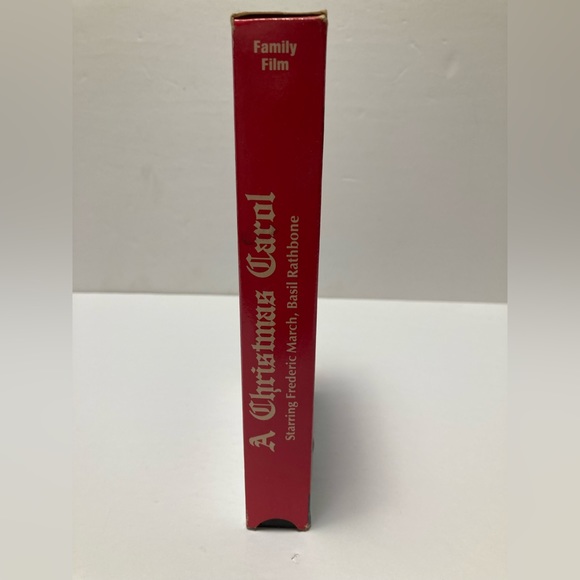 Family
Film
A Christmas Carol
Starring Frederic March, Basil Rathbone